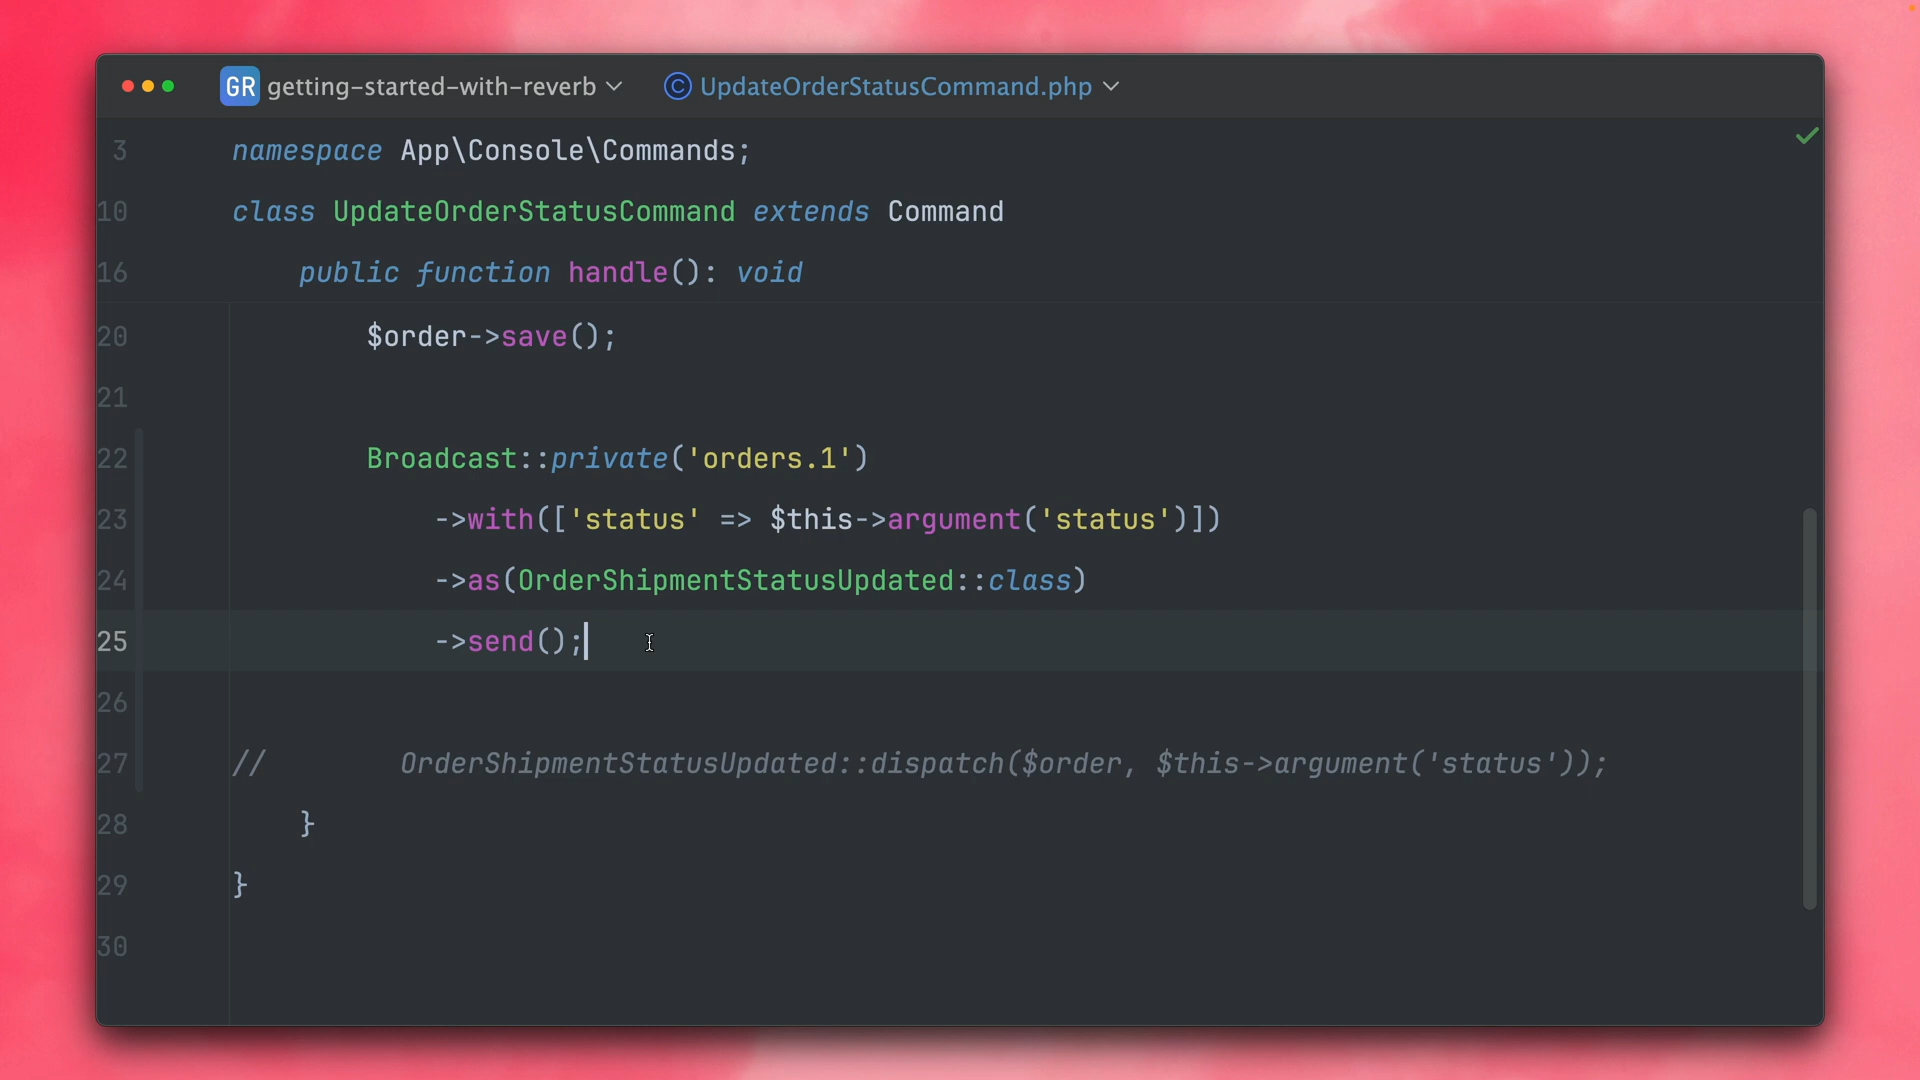 GR getting-started-with-reverb UpdateOrderStatusCommand.php
3 namespace App\Console\Commands;
10 class UpdateOrderStatusCommand extends Command
16 public function handle(): void
20 $order->save();
21
22 Broadcast::private('orders.1')
23 ->with(['status' => $this->argument('status')])
24 ->as(OrderShipmentStatusUpdated::class)
25 ->send();
26
27 // OrderShipmentStatusUpdated::dispatch($order, $this->argument('status'));
28 }
29 }
30